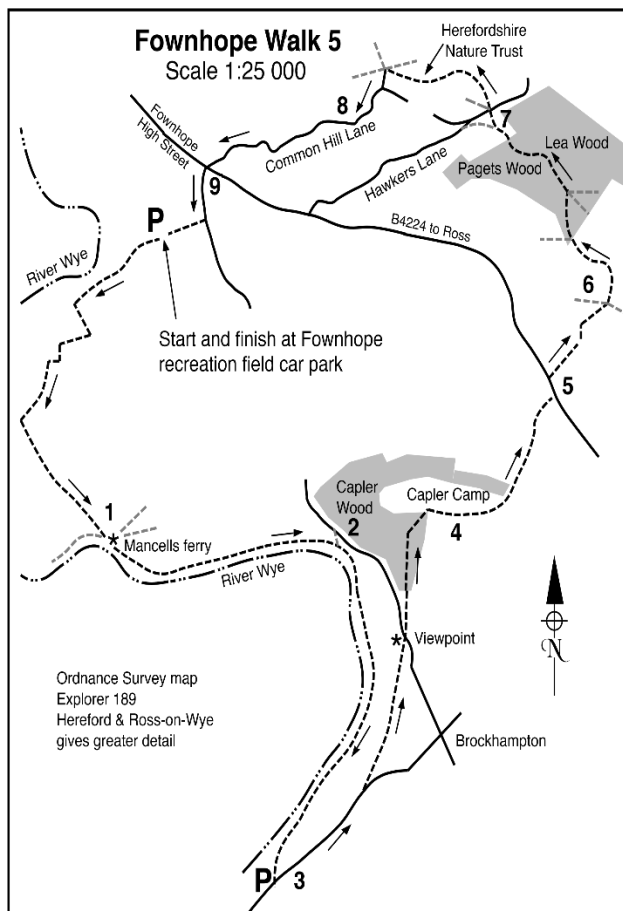 Fownhope Walk 5
Scale 1:25 000
Herefordshire
Nature Trust
8
7
Fownhope
High Street
Common Hill Lane
Lea Wood
Pagets Wood
9
Hawkers Lane
P
B4224 to Ross
River Wye
6
Start and finish at Fownhope
recreation field car park
5
Capler
Wood
Capler Camp
1
2
4
* Mancells ferry
River Wye
* Viewpoint
N
Ordnance Survey map
Explorer 189
Hereford & Ross-on-Wye
gives greater detail
Brockhampton
P
3